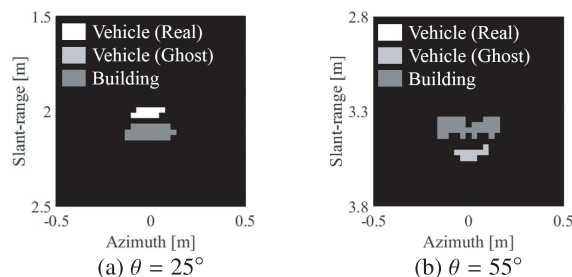 1.5
Vehicle (Real)
Vehicle (Ghost)
Building
Slant-range [m]
2
2.5
-0.5
0
0.5
Azimuth [m]
(a) θ = 25°
2.8
Vehicle (Real)
Vehicle (Ghost)
Building
Slant-range [m]
3.3
3.8
-0.5
0
0.5
Azimuth [m]
(b) θ = 55°